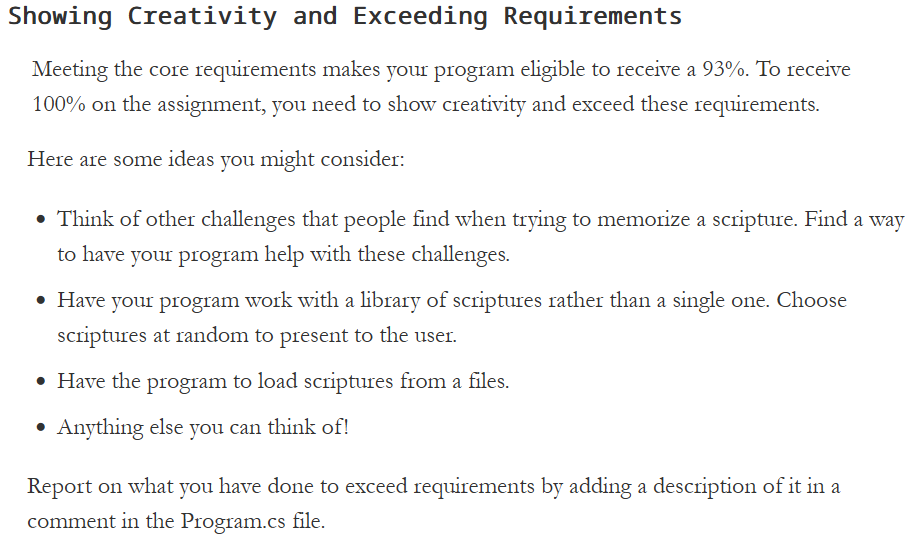 Showing Creativity and Exceeding Requirements
Meeting the core requirements makes your program eligible to receive a 93%. To receive
100% on the assignment, you need to show creativity and exceed these requirements.
Here are some ideas you might consider:
• Think of other challenges that people find when trying to memorize a scripture. Find a way
to have your program help with these challenges.
• Have your program work with a library of scriptures rather than a single one. Choose
scriptures at random to present to the user.
• Have the program to load scriptures from a files.
• Anything else you can think of!
Report on what you have done to exceed requirements by adding a description of it in a
comment in the Program.cs file.